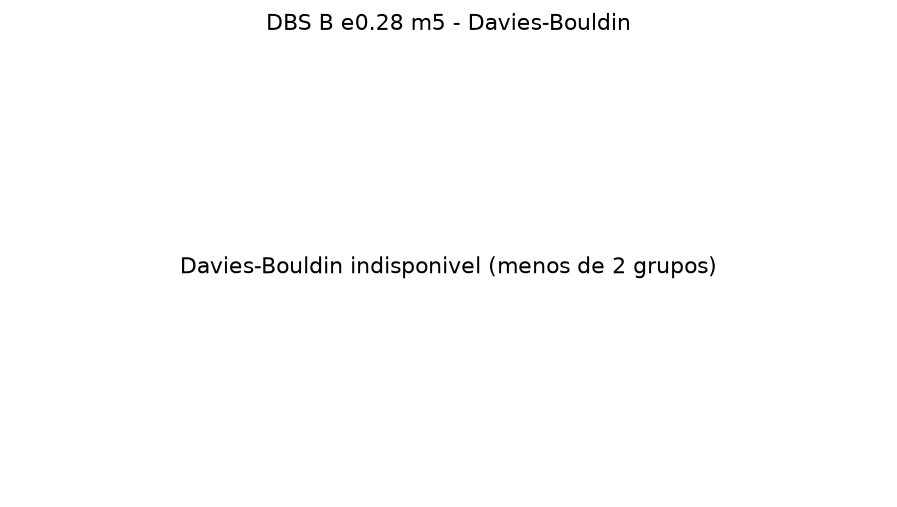 DBS B e0.28 m5 - Davies-Bouldin
Davies-Bouldin indisponivel (menos de 2 grupos)